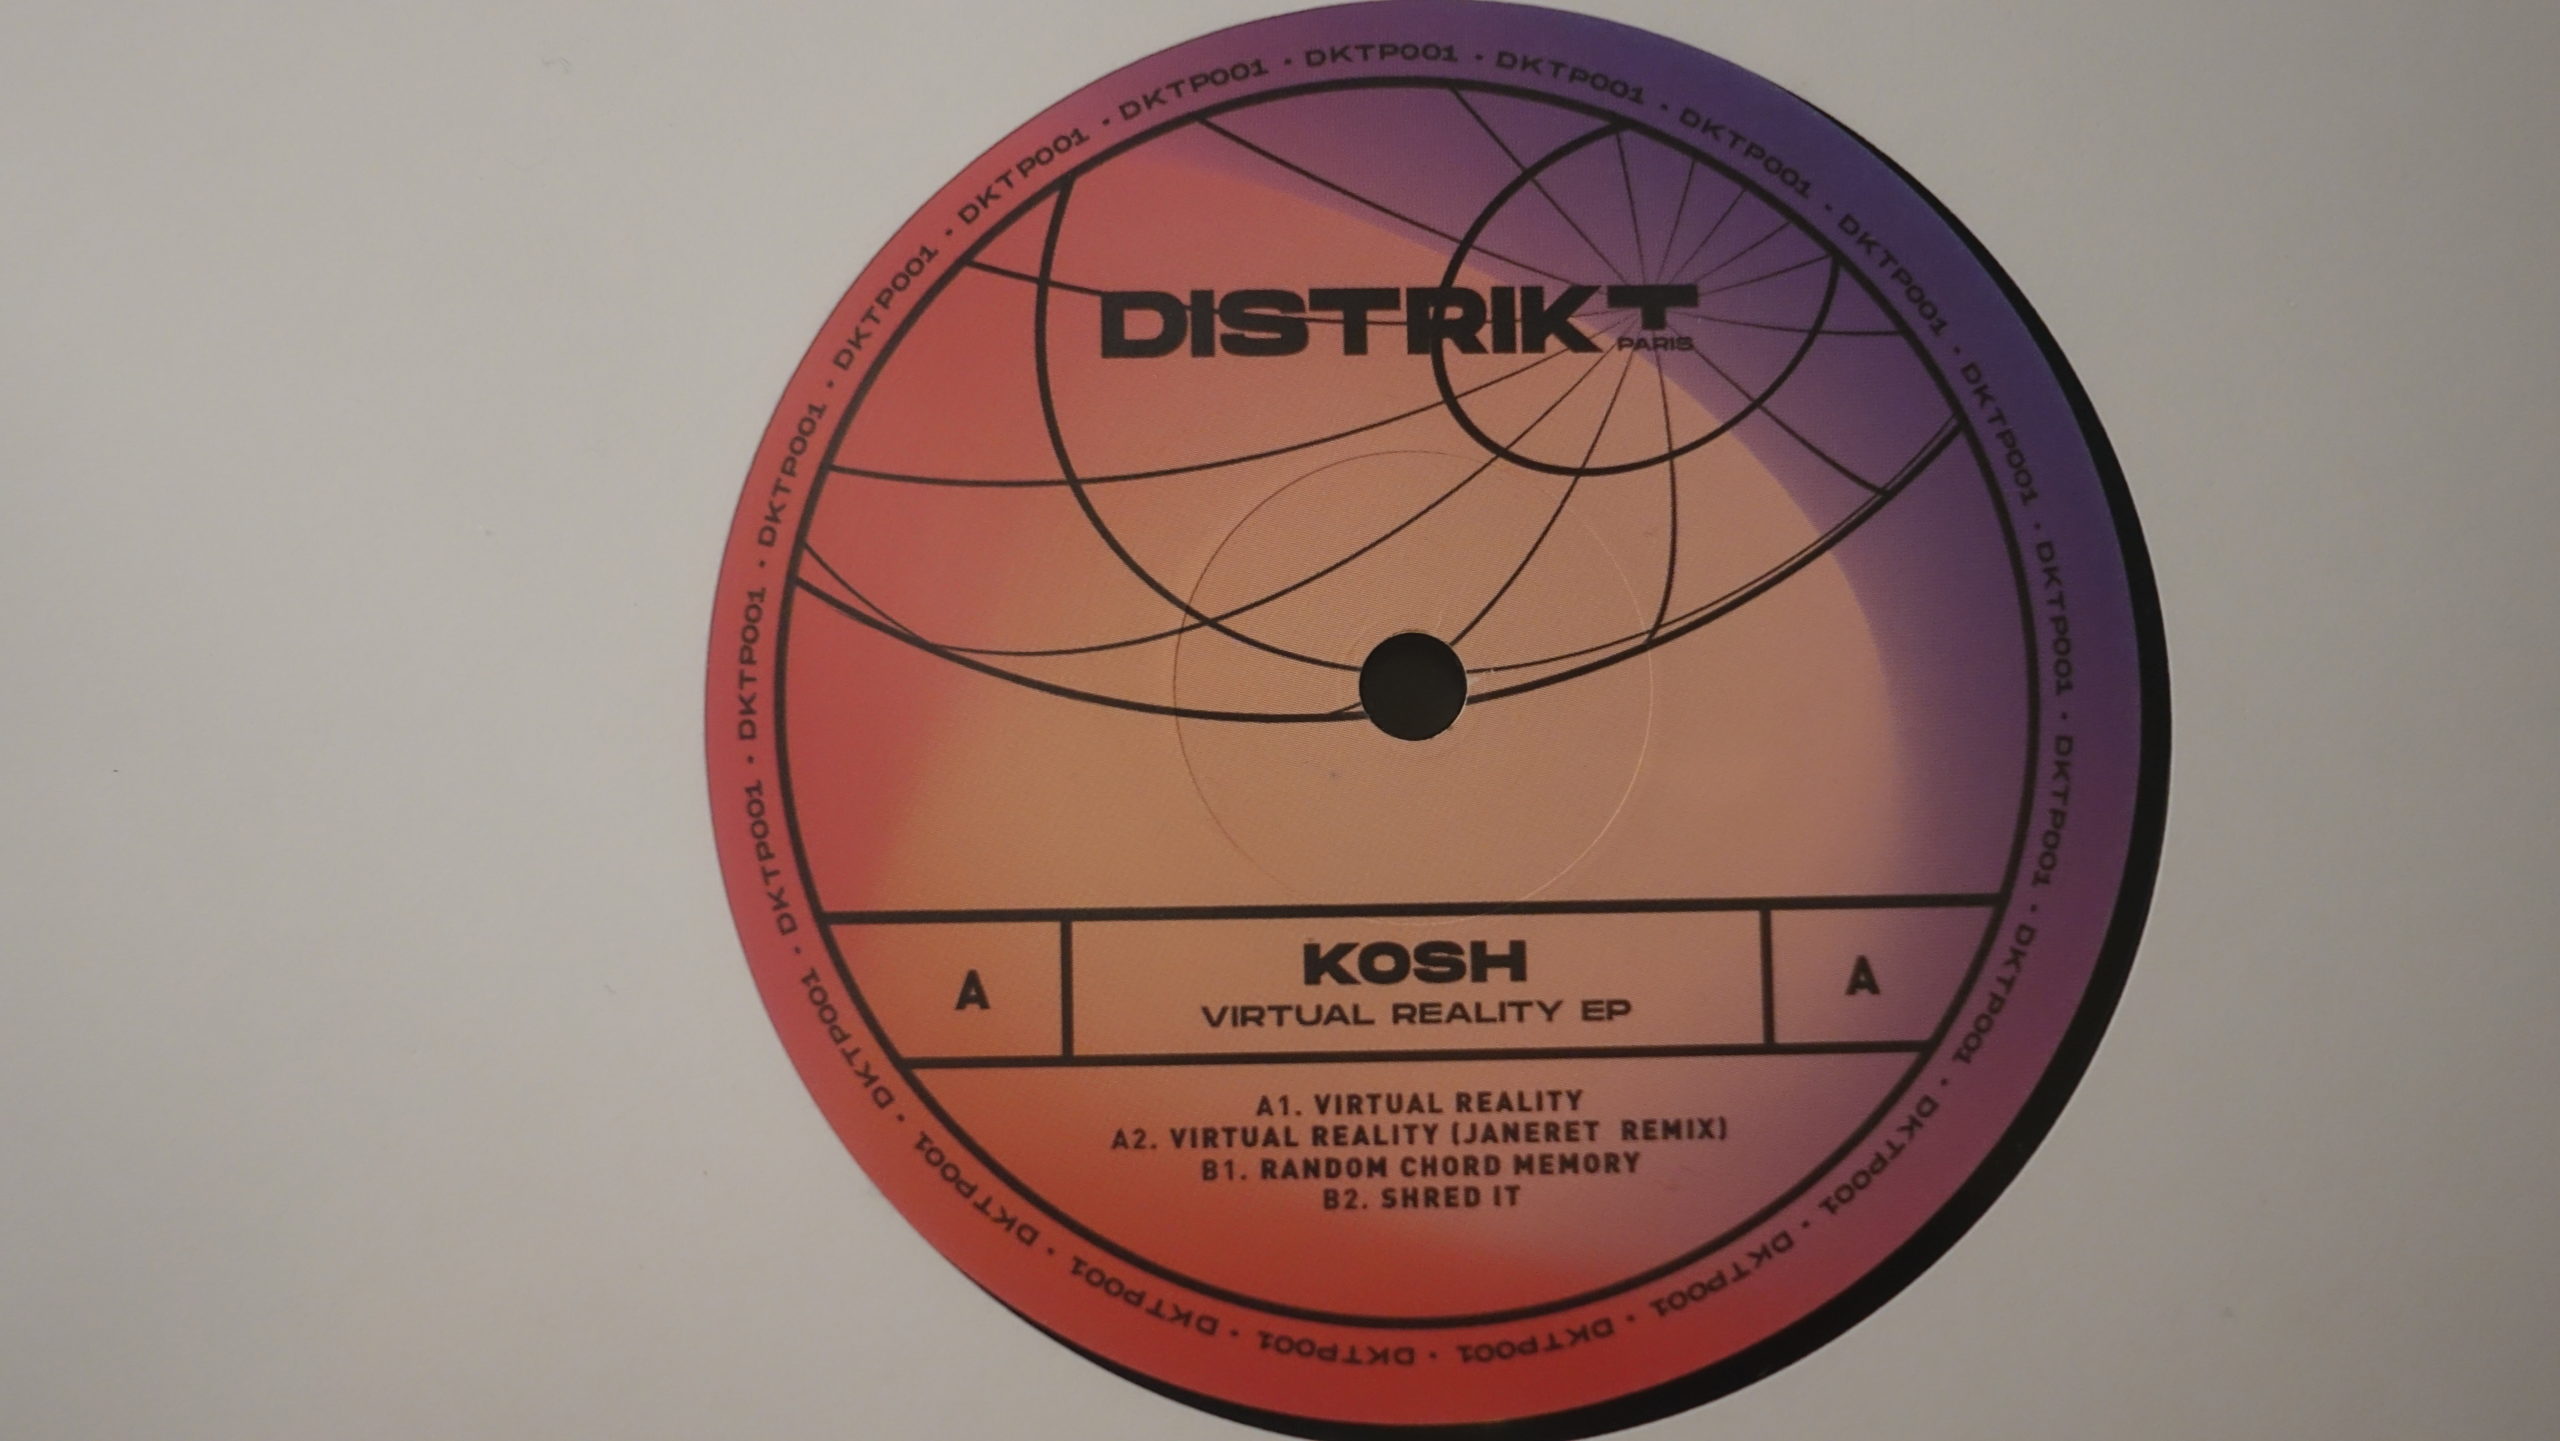 DKTP001 · DKTP001 · DKTP001 · DKTP001 · DKTP001 · DKTP001 · DKTP001 · DKTP001 · DKTP001 · DKTP001 · DKTP001 · DKTP001 · DKTP001 · DKTP001 · DKTP001 · DKTP001 · DKTP001 · DKTP001 · DKTP001 · DKTP001 · DKTP001 · DKTP001
DISTRIKT
PARIS
A
KOSH
A
VIRTUAL REALITY EP
A1. VIRTUAL REALITY
A2. VIRTUAL REALITY (JANERET REMIX)
B1. RANDOM CHORD MEMORY
B2. SHRED IT